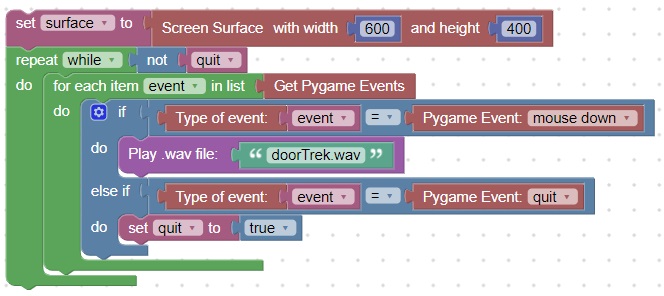 set surface to Screen Surface with width 600 and height 400
repeat while not quit
do for each item event in list Get Pygame Events
do if Type of event: event = Pygame Event: mouse down
do Play .wav file: “ doorTrek.wav ”
else if Type of event: event = Pygame Event: quit
do set quit to true